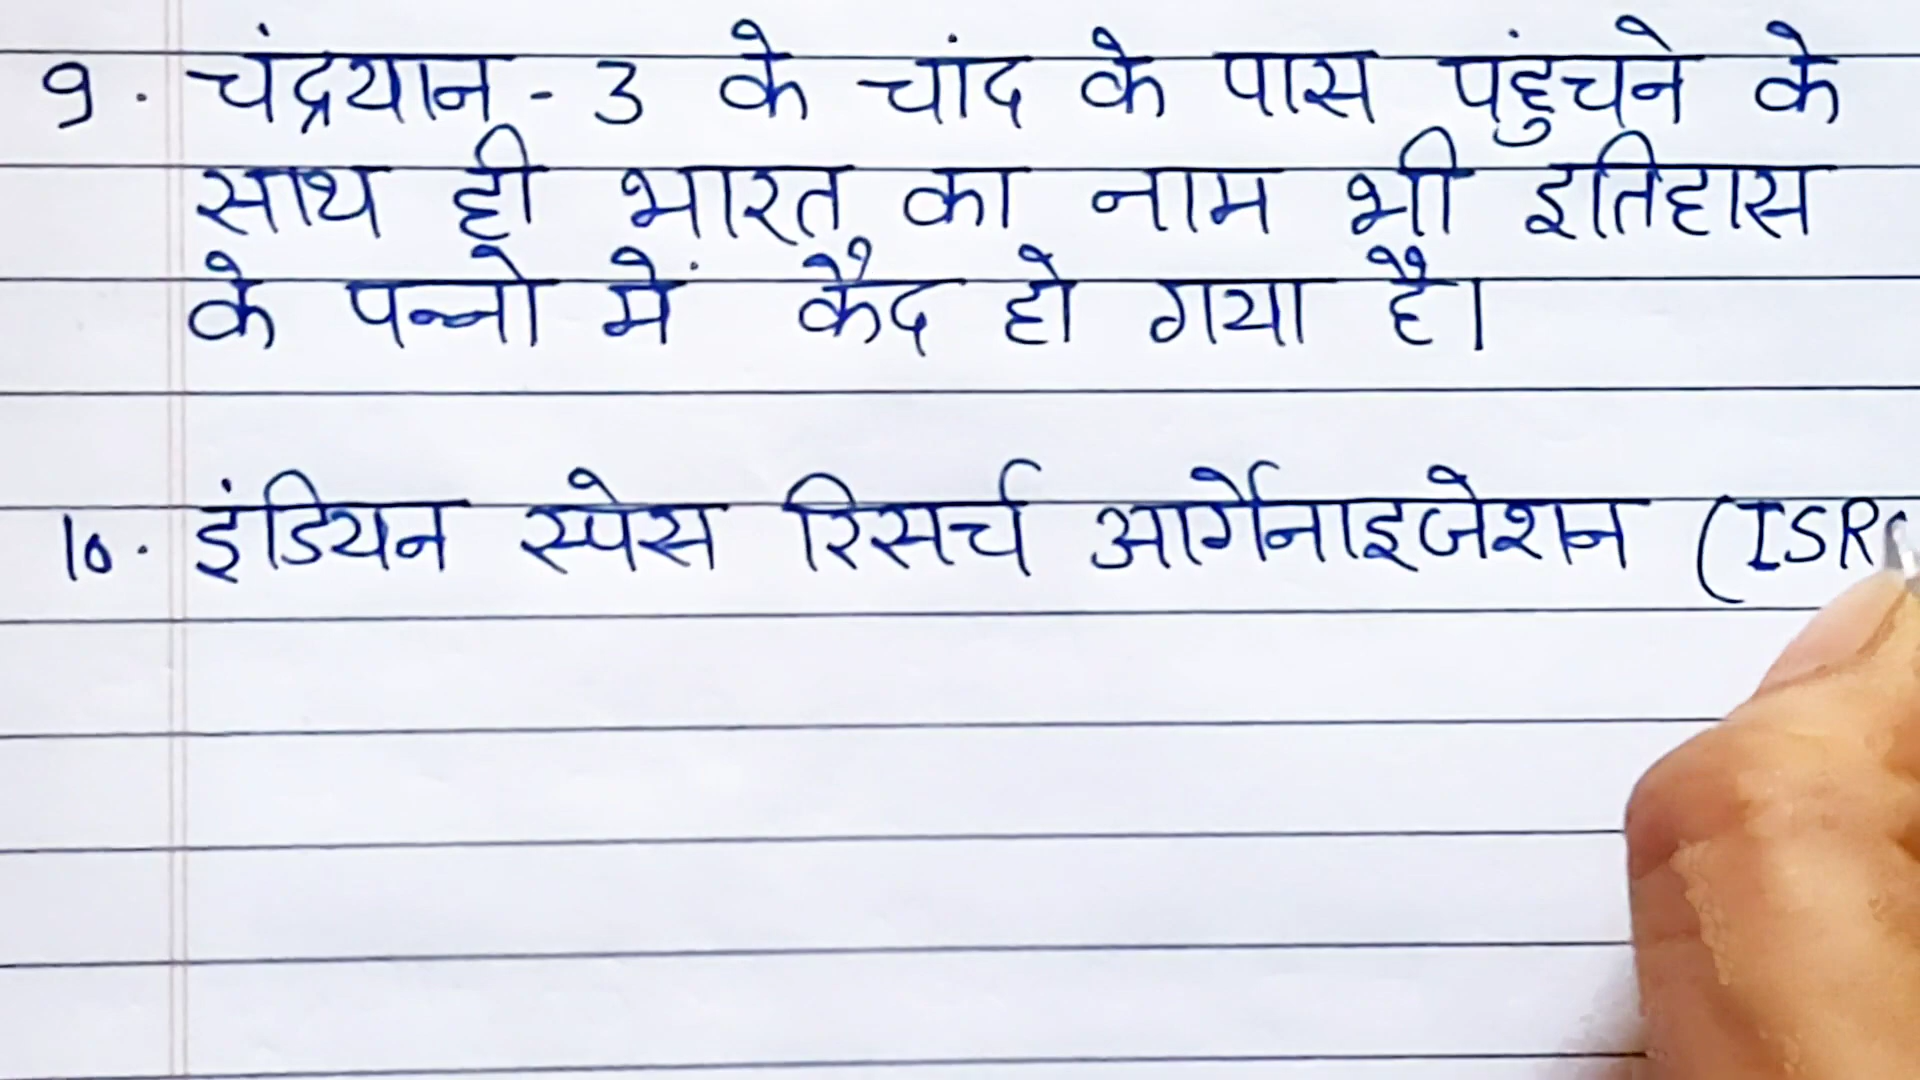 9. चंद्रयान - 3 के चांद के पास पंहुचने के
साथ ही भारत का नाम भी इतिहास
के पन्नो में कैद हो गया है।
10. इंडियन स्पेस रिसर्च आर्गेनाइजेशन (ISR